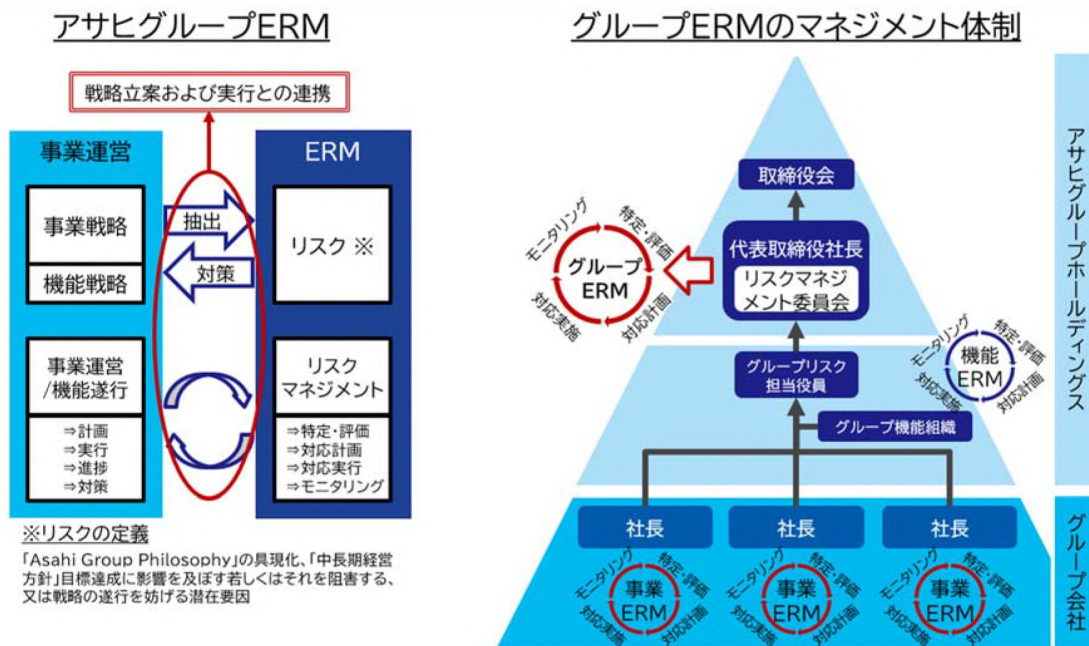 アサヒグループERM
戦略立案および実行との連携
事業運営
ERM
事業戦略
機能戦略
抽出
対策
リスク ※
事業運営
/機能遂行
リスク
マネジメント
⇒計画
⇒実行
⇒進捗
⇒対策
⇒特定・評価
⇒対応計画
⇒対応実行
⇒モニタリング
※リスクの定義
「Asahi Group Philosophy」の具現化、「中長期経営
方針」目標達成に影響を及ぼす若しくはそれを阻害する、
又は戦略の遂行を妨げる潜在要因
グループERMのマネジメント体制
取締役会
代表取締役社長
リスクマネジ
メント委員会
モニタリング
特定・評価
グループ
ERM
対応実施
対応計画
グループリスク
担当役員
モニタリング
特定・評価
機能
ERM
対応実施
対応計画
グループ機能組織
社長
社長
社長
モニタリング
特定・評価
事業
ERM
対応実施
対応計画
モニタリング
特定・評価
事業
ERM
対応実施
対応計画
モニタリング
特定・評価
事業
ERM
対応実施
対応計画
アサヒグループホールディングス
グループ会社